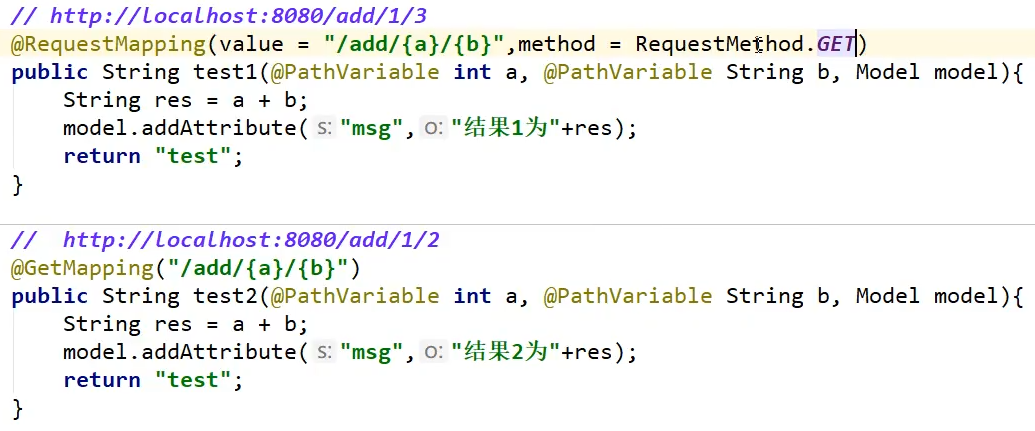 // http://localhost:8080/add/1/3
@RequestMapping(value = "/add/{a}/{b}",method = RequestMethod.GET)
public String test1(@PathVariable int a, @PathVariable String b, Model model){
    String res = a + b;
    model.addAttribute( s: "msg", o: "结果1为"+res);
    return "test";
}
//  http://localhost:8080/add/1/2
@GetMapping("/add/{a}/{b}")
public String test2(@PathVariable int a, @PathVariable String b, Model model){
    String res = a + b;
    model.addAttribute( s: "msg", o: "结果2为"+res);
    return "test";
}